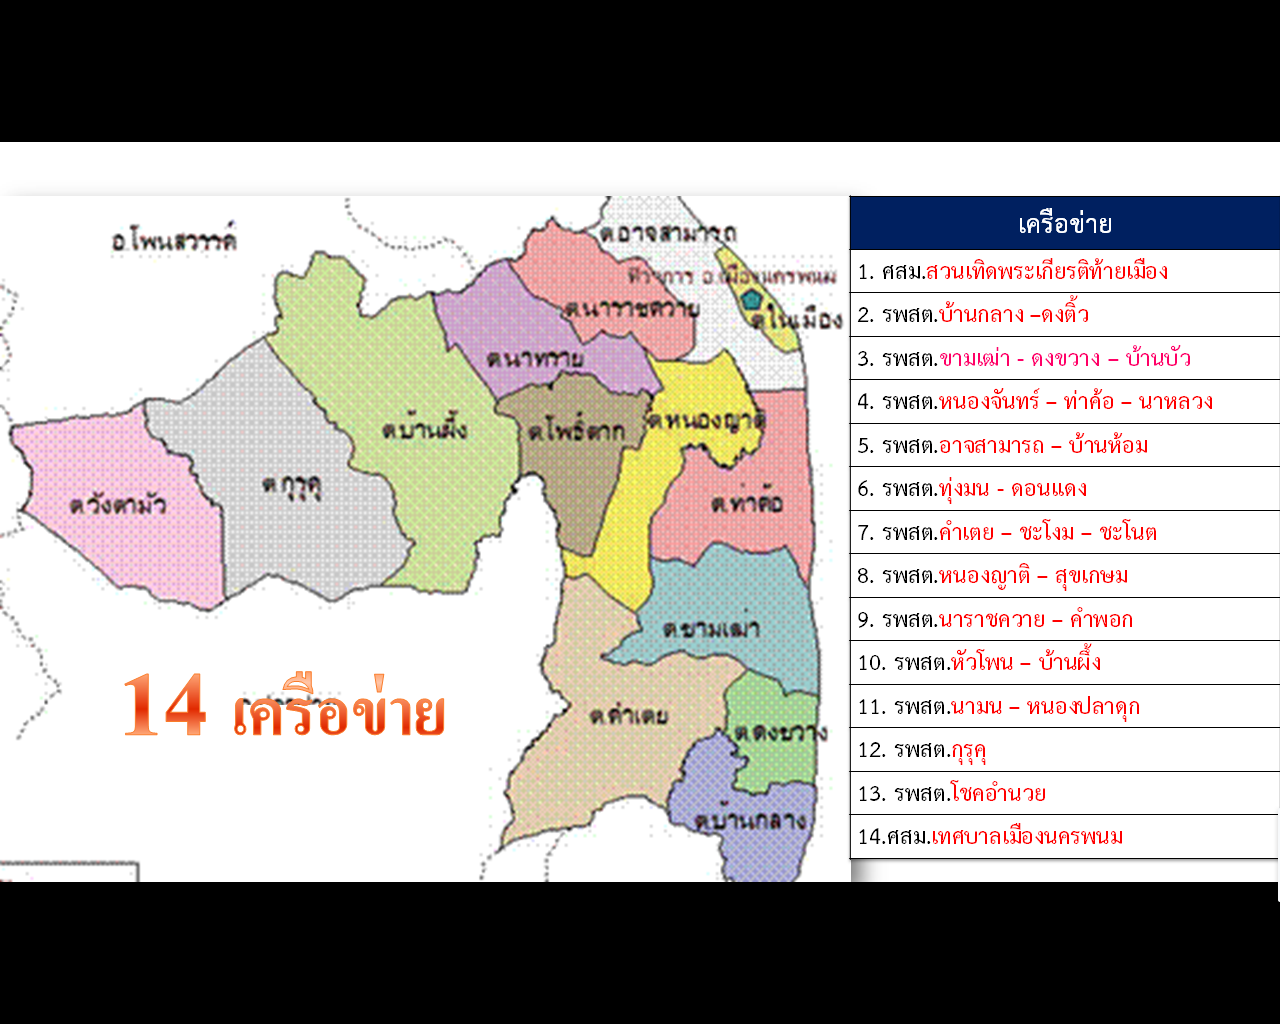 อ.โพนสวรรค์
ต.อาจสามารถ
ที่ว่าการ อ.เมืองนครพนม
ต.นาราชควาย
ต.ในเมือง
ต.นาทราย
ต.บ้านผึ้ง
ต.โพธิ์ตาก
ต.หนองญาติ
ต.กุรุคุ
ต.วังตามัว
ต.ท่าค้อ
ต.ขามเฒ่า
ต.คำเตย
ต.ดงขวาง
ต.บ้านกลาง
14 เครือข่าย
เครือข่าย
1. ศสม.สวนเทิดพระเกียรติท้ายเมือง
2. รพสต.บ้านกลาง –ดงติ้ว
3. รพสต.ขามเฒ่า - ดงขวาง – บ้านบัว
4. รพสต.หนองจันทร์ – ท่าค้อ – นาหลวง
5. รพสต.อาจสามารถ – บ้านห้อม
6. รพสต.ทุ่งมน - ดอนแดง
7. รพสต.คำเตย – ชะโงม – ชะโนต
8. รพสต.หนองญาติ – สุขเกษม
9. รพสต.นาราชควาย – คำพอก
10. รพสต.หัวโพน – บ้านผึ้ง
11. รพสต.นามน – หนองปลาดุก
12. รพสต.กุรุคุ
13. รพสต.โชคอำนวย
14.ศสม.เทศบาลเมืองนครพนม